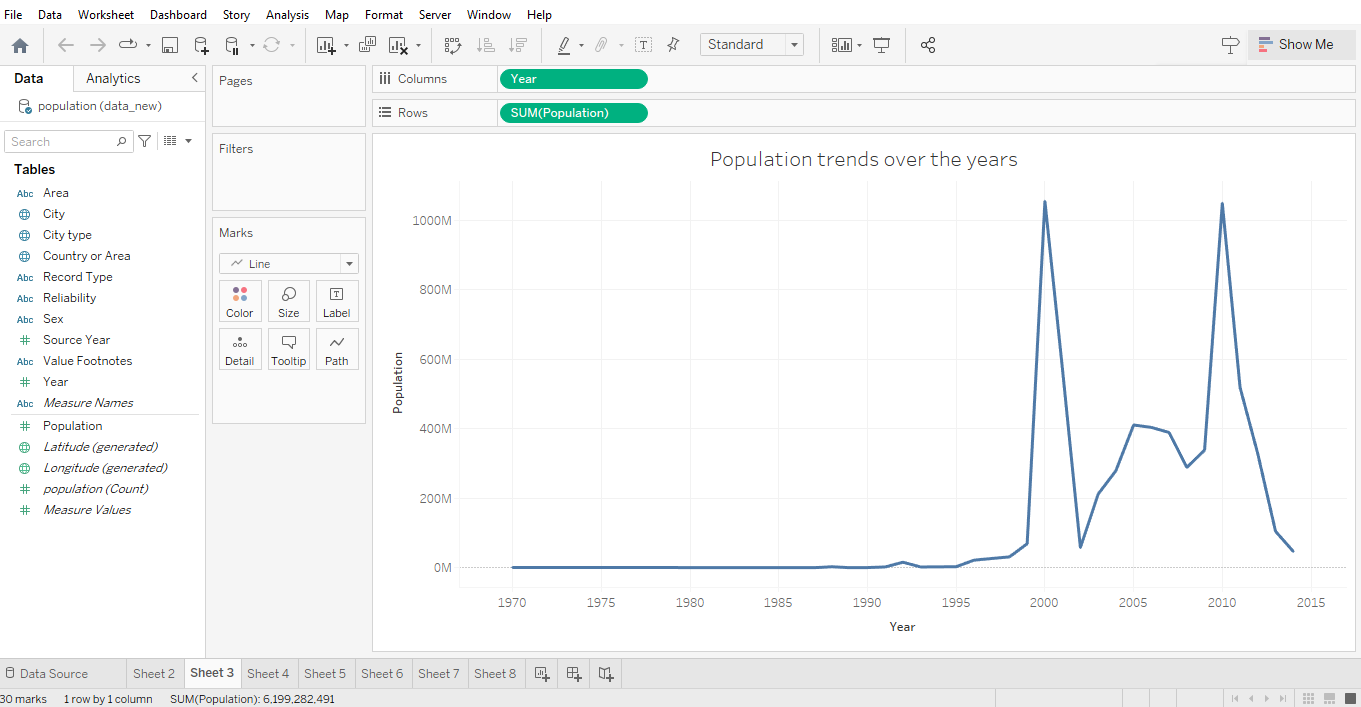 File Data Worksheet Dashboard Story Analysis Map Format Server Window Help
Standard
Show Me
Data Analytics
population (data_new)
Search
Tables
Abc Area
City
City type
Country or Area
Abc Record Type
Abc Reliability
Abc Sex
Source Year
Abc Value Footnotes
Year
Abc Measure Names
Population
Latitude (generated)
Longitude (generated)
population (Count)
Measure Values
Pages
Filters
Marks
Line
Color Size Label
Detail Tooltip Path
Columns Year
Rows SUM(Population)
Population trends over the years
1000M
800M
600M
400M
200M
0M
Population
1970 1975 1980 1985 1990 1995 2000 2005 2010 2015
Year
Data Source Sheet 2 Sheet 3 Sheet 4 Sheet 5 Sheet 6 Sheet 7 Sheet 8
30 marks 1 row by 1 column SUM(Population): 6,199,282,491